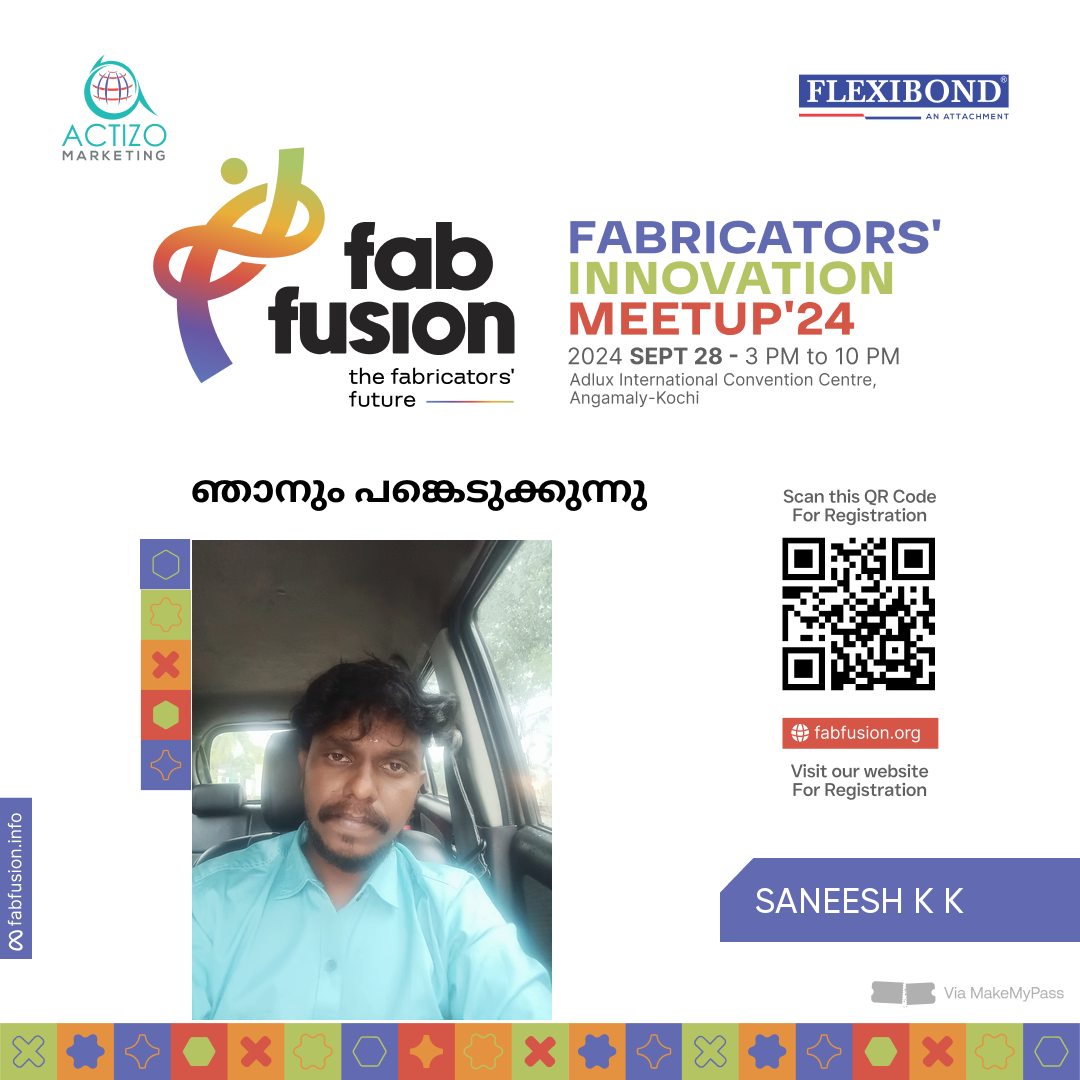 ACTIZO
MARKETING
FLEXIBOND®
AN ATTACHMENT
fab
fusion
the fabricators'
future
FABRICATORS'
INNOVATION
MEETUP'24
2024 SEPT 28 - 3 PM to 10 PM
Adlux International Convention Centre,
Angamaly-Kochi
ഞാനും പങ്കെടുക്കുന്നു
Scan this QR Code
For Registration
fabfusion.org
Visit our website
For Registration
fabfusion.info
SANEESH K K
Via MakeMyPass